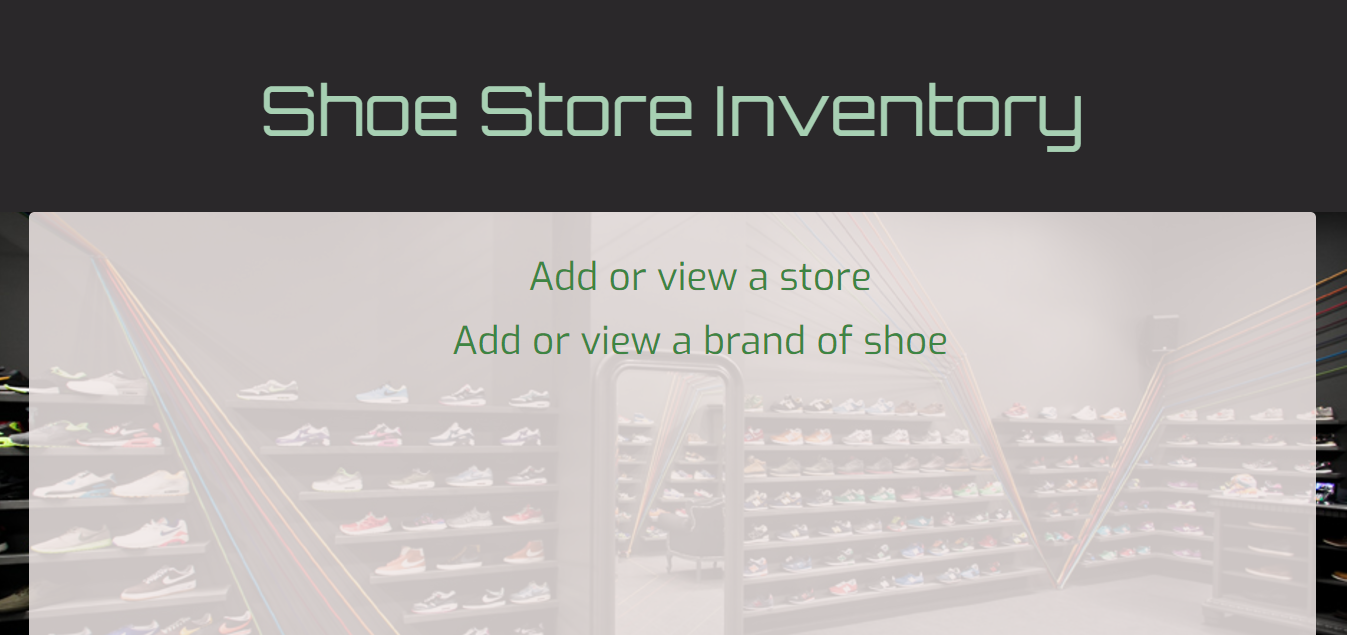 Shoe Store Inventory
Add or view a store
Add or view a brand of shoe